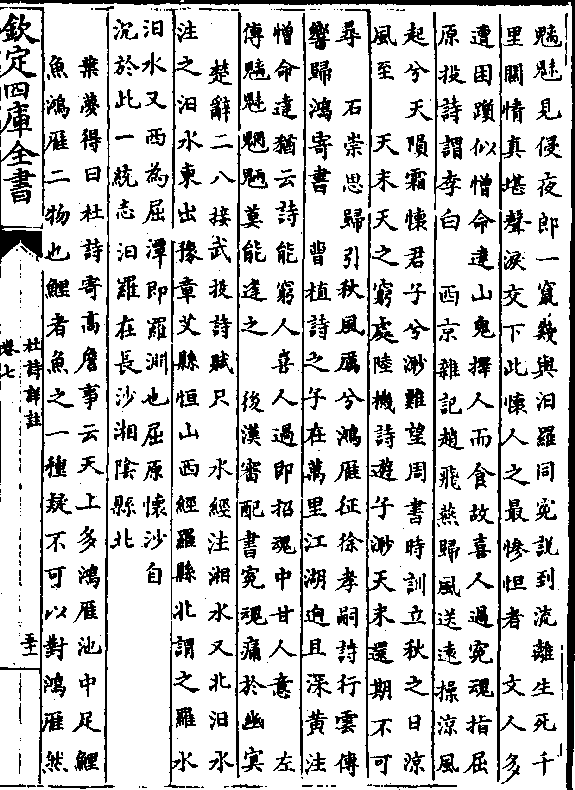 魑魅見侵夜郎一竄幾與汨羅同冤説到流離生死千
里關情真堪聲淚交下此懷人之最慘怛者　文人多
遭困躓似憎命達山鬼擇人而食故喜人過冤魂指屈
原投詩謂李白　西京雜記趙飛燕歸風送遠操涼風
起兮天隕霜懷君子兮渺難望周書時訓立秋之日涼
風至　天末天之窮處陸機詩遊子渺天末還期不可
尋　石崇思歸引秋風厲兮鴻雁征徐孝嗣詩行雲傳
響歸鴻寄書　曹植詩之子在萬里江湖迥且深黄注
憎命達猶云詩能窮人喜人過即招魂中甘人意　左
傳魑魅魍魎莫能逢之　後漢審配書冤魂痛於幽冥
楚辭二八接武投詩賦只　水經注湘水又北汨水
注之汨水東出豫章艾縣恒山西經羅縣北謂之羅水
汨水又西為屈潭即羅淵也屈原懷沙自
沉於此一統志汨羅在長沙湘隂縣北
葉夢得曰杜詩寄高詹事云天上多鴻雁池中足鯉
魚鴻雁二物也鯉者魚之一種疑不可以對鴻雁然
欽定四庫全書
杜詩詳註
卷七